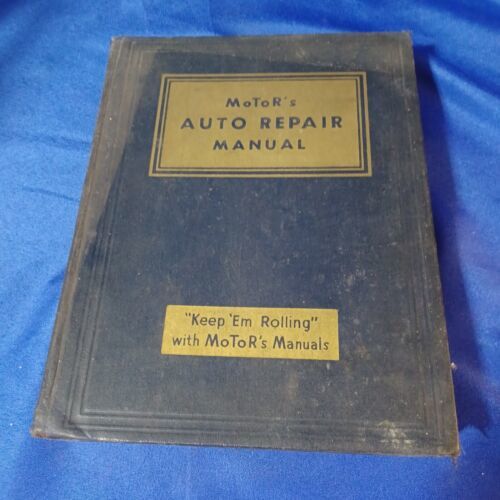 MoToR's
AUTO REPAIR
MANUAL
"Keep 'Em Rolling"
with MoToR's Manuals